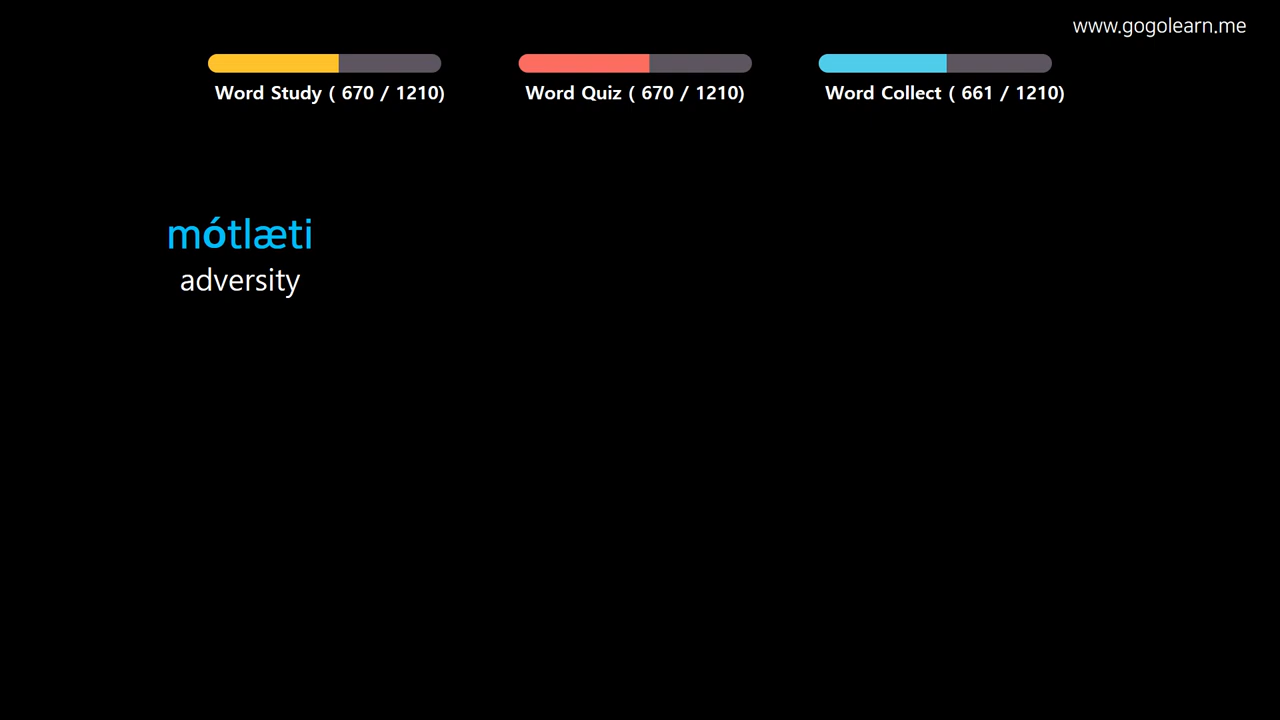 www.gogolearn.me
Word Study ( 670 / 1210)
Word Quiz ( 670 / 1210)
Word Collect ( 661 / 1210)
mótlæti
adversity